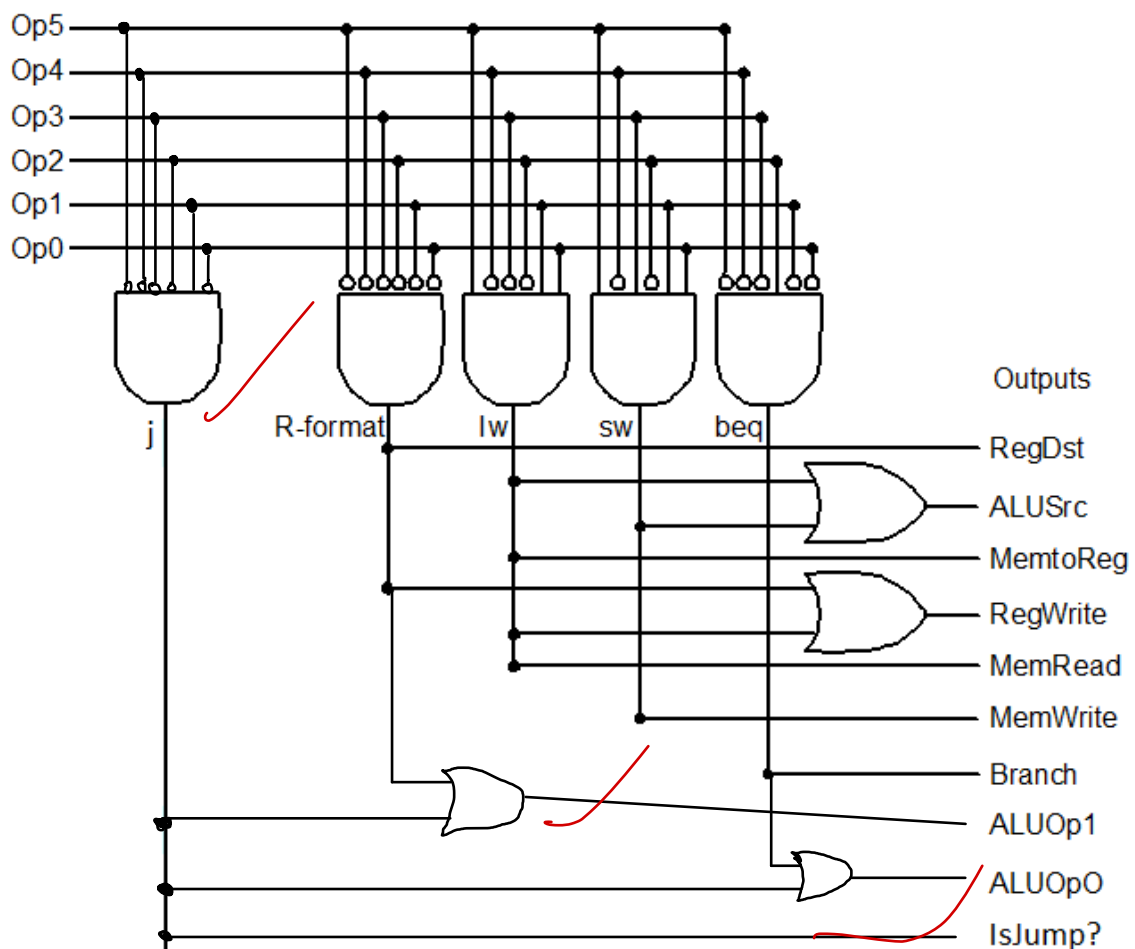 Op5
Op4
Op3
Op2
Op1
Op0
Outputs
j
R-format
lw
sw
beq
RegDst
ALUSrc
MemtoReg
RegWrite
MemRead
MemWrite
Branch
ALUOp1
ALUOpO
IsJump?